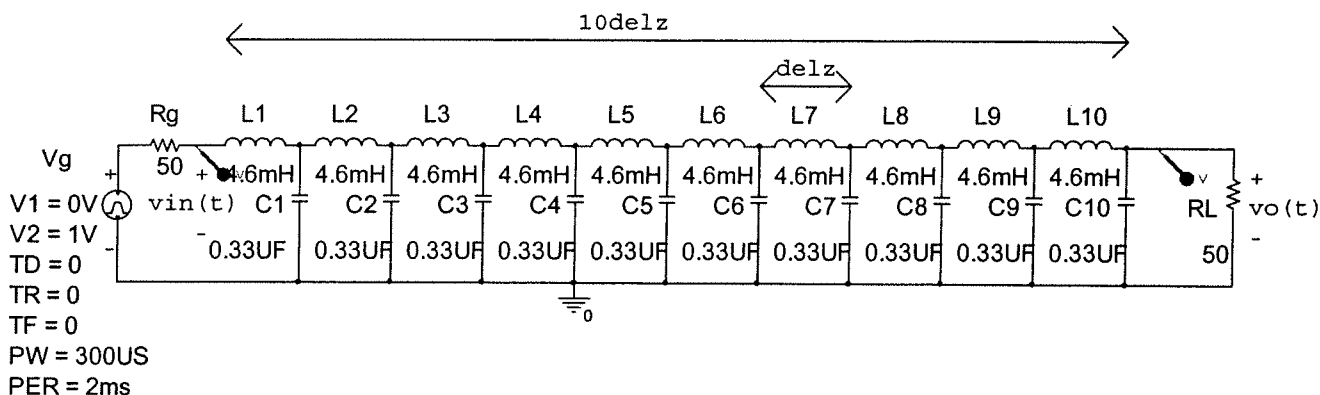 10delz
delz
Rg L1 L2 L3 L4 L5 L6 L7 L8 L9 L10
Vg
50
+ + v 4.6mH 4.6mH 4.6mH 4.6mH 4.6mH 4.6mH 4.6mH 4.6mH 4.6mH 4.6mH v +
V1 = 0V vin(t) C1 C2 C3 C4 C5 C6 C7 C8 C9 C10 RL vo(t)
V2 = 1V
- - -
0.33UF 0.33UF 0.33UF 0.33UF 0.33UF 0.33UF 0.33UF 0.33UF 0.33UF 0.33UF 50
TD = 0
TR = 0
0
TF = 0
PW = 300US
PER = 2ms